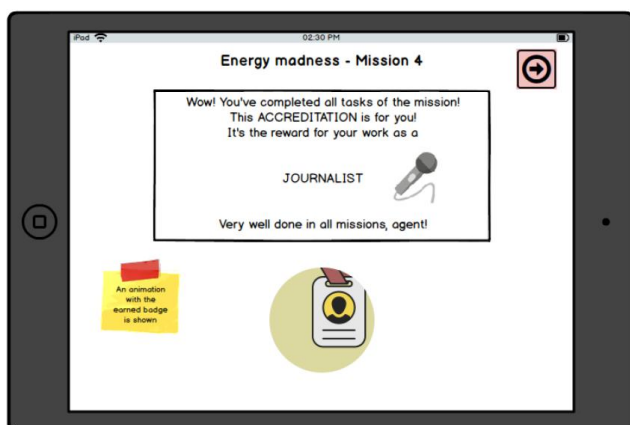 iPad 02:30 PM
Energy madness - Mission 4
Wow! You've completed all tasks of the mission!
This ACCREDITATION is for you!
It's the reward for your work as a
JOURNALIST
Very well done in all missions, agent!
An animation
with the
earned badge
is shown